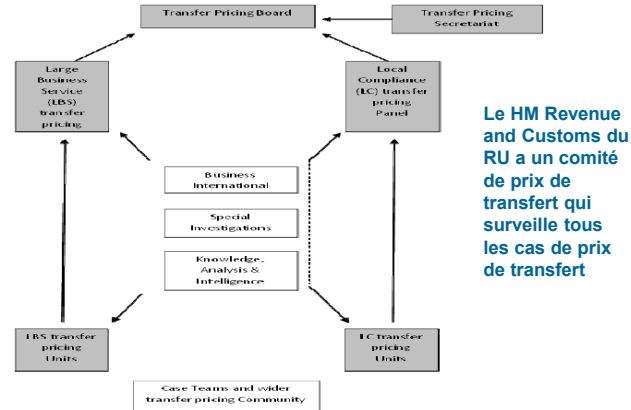 Transfer Pricing Board
Transfer Pricing
Secretariat
Large
Business
Service
(LBS)
transfer
pricing
Local
Compliance
(LC) transfer
pricing
Panel
Business
International
Special
Investigations
Knowledge,
Analysis &
Intelligence
LBS transfer
pricing
Units
LC transfer
pricing
Units
Case Teams and wider
transfer pricing Community
Le HM Revenue
and Customs du
RU a un comité
de prix de
transfert qui
surveille tous
les cas de prix
de transfert